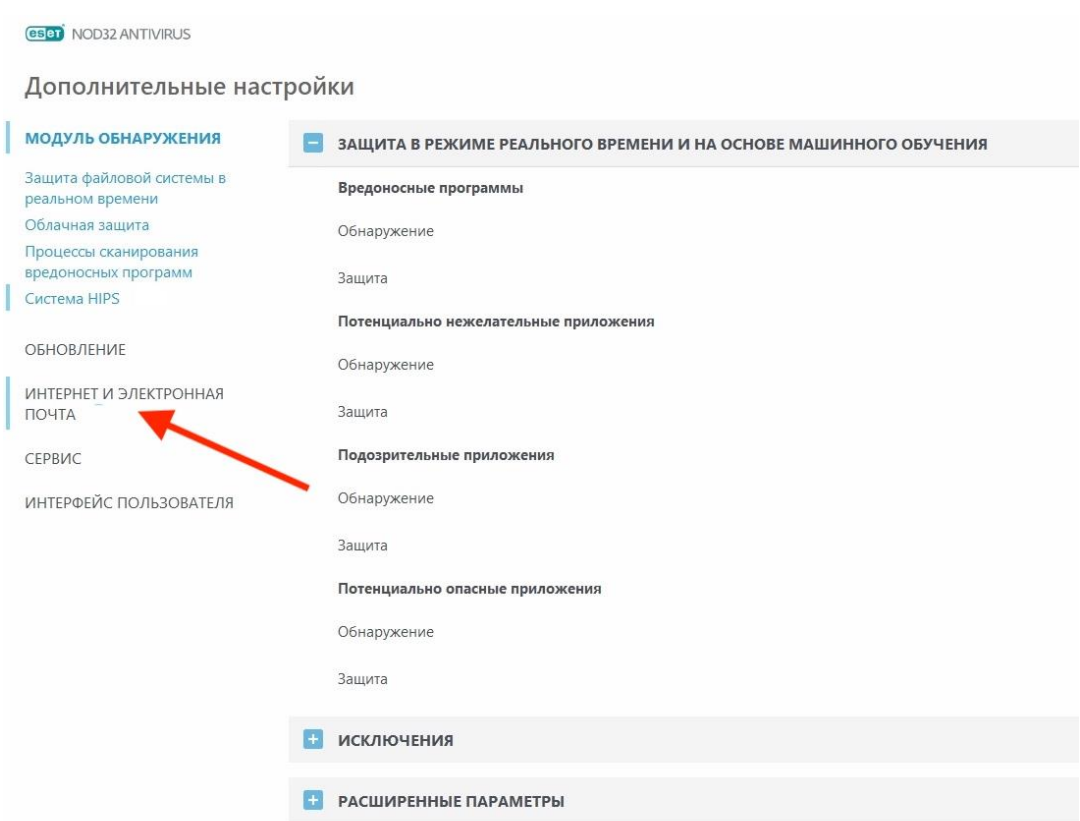 eset NOD32 ANTIVIRUS
Дополнительные настройки
МОДУЛЬ ОБНАРУЖЕНИЯ
Защита файловой системы в
реальном времени
Облачная защита
Процессы сканирования
вредоносных программ
Система HIPS
ОБНОВЛЕНИЕ
ИНТЕРНЕТ И ЭЛЕКТРОННАЯ
ПОЧТА
СЕРВИС
ИНТЕРФЕЙС ПОЛЬЗОВАТЕЛЯ
ЗАЩИТА В РЕЖИМЕ РЕАЛЬНОГО ВРЕМЕНИ И НА ОСНОВЕ МАШИННОГО ОБУЧЕНИЯ
Вредоносные программы
Обнаружение
Защита
Потенциально нежелательные приложения
Обнаружение
Защита
Подозрительные приложения
Обнаружение
Защита
Потенциально опасные приложения
Обнаружение
Защита
ИСКЛЮЧЕНИЯ
РАСШИРЕННЫЕ ПАРАМЕТРЫ